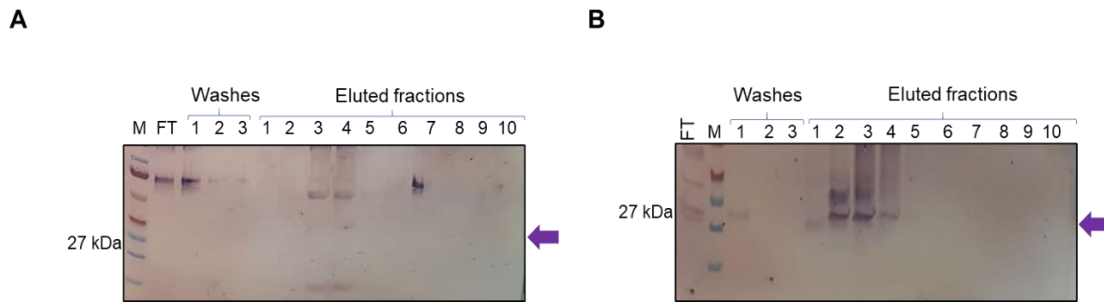 A
Washes
Eluted fractions
M FT 1 2 3 1 2 3 4 5 6 7 8 9 10
27 kDa
B
Washes
Eluted fractions
FT M 1 2 3 1 2 3 4 5 6 7 8 9 10
27 kDa